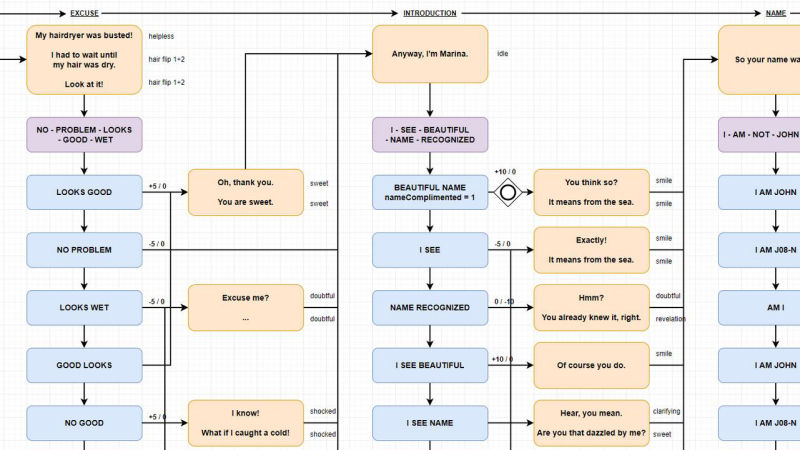 EXCUSE
My hairdryer was busted!
I had to wait until
my hair was dry.
Look at it!
helpless
hair flip 1+2
hair flip 1+2
NO - PROBLEM - LOOKS
- GOOD - WET
LOOKS GOOD
+5 / 0
Oh, thank you.
You are sweet.
sweet
sweet
NO PROBLEM
-5 / 0
LOOKS WET
-5 / 0
Excuse me?
...
doubtful
doubtful
GOOD LOOKS
NO GOOD
+5 / 0
I know!
What if I caught a cold!
shocked
shocked
INTRODUCTION
Anyway, I'm Marina.
idle
I - SEE - BEAUTIFUL
- NAME - RECOGNIZED
BEAUTIFUL NAME
nameComplimented = 1
+10 / 0
You think so?
It means from the sea.
smile
smile
I SEE
-5 / 0
Exactly!
It means from the sea.
smile
smile
NAME RECOGNIZED
0 / -10
Hmm?
You already knew it, right.
doubtful
revelation
I SEE BEAUTIFUL
+10 / 0
Of course you do.
smile
I SEE NAME
Hear, you mean.
Are you that dazzled by me?
clarifying
sweet
NAME
So your name wa
I - AM - NOT - JOHN
I AM JOHN
I AM J08-N
AM I
I AM JOHN
I AM J08-N